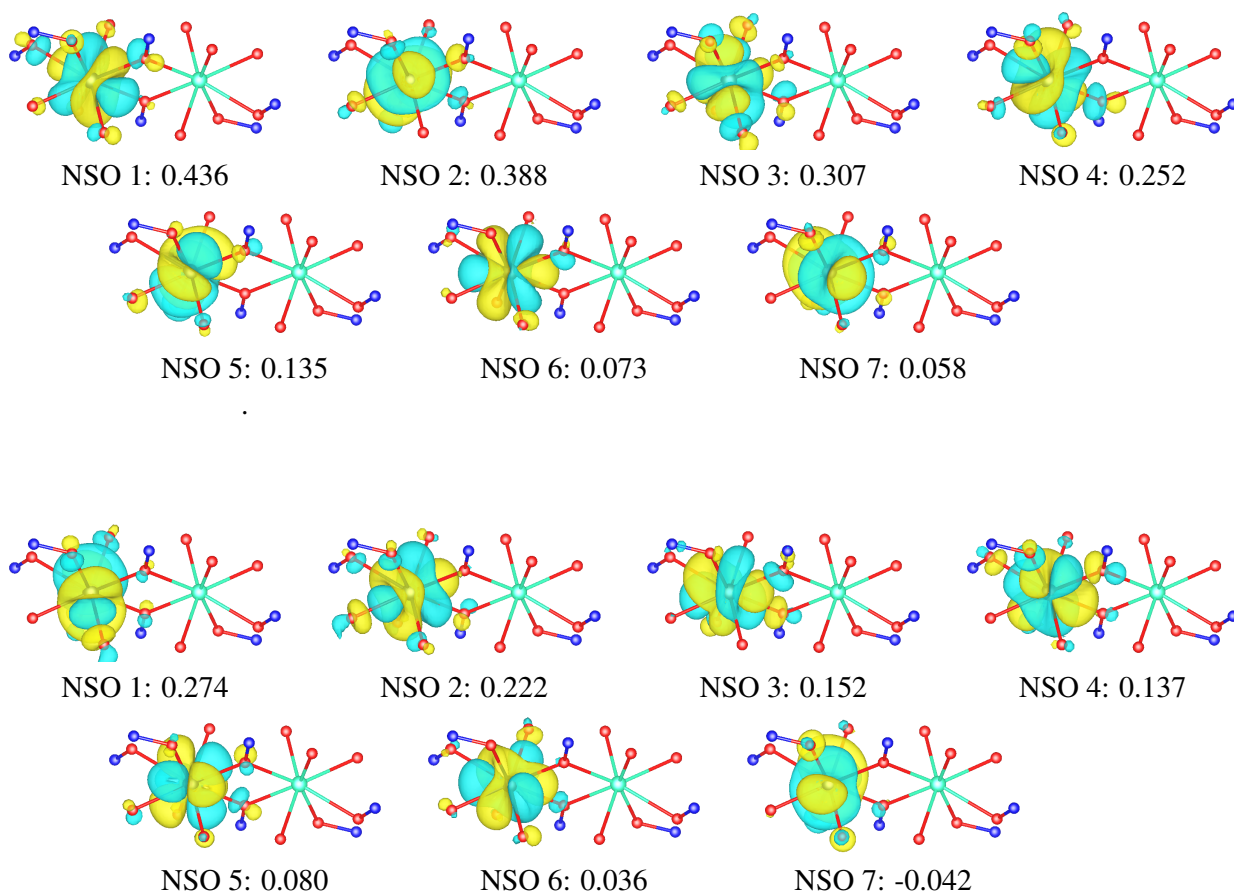 NSO 1: 0.436 NSO 2: 0.388 NSO 3: 0.307 NSO 4: 0.252
NSO 5: 0.135 NSO 6: 0.073 NSO 7: 0.058
.
NSO 1: 0.274 NSO 2: 0.222 NSO 3: 0.152 NSO 4: 0.137
NSO 5: 0.080 NSO 6: 0.036 NSO 7: -0.042